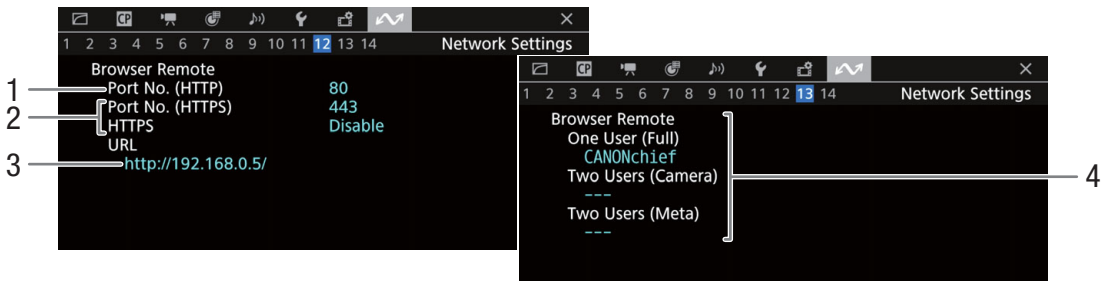 CP
1 2 3 4 5 6 7 8 9 10 11 12 13 14 Network Settings
Browser Remote
1 Port No. (HTTP) 80
2 Port No. (HTTPS) 443
HTTPS Disable
URL
3 http://192.168.0.5/
CP
1 2 3 4 5 6 7 8 9 10 11 12 13 14 Network Settings
Browser Remote
One User (Full)
CANONchief
Two Users (Camera)
---
Two Users (Meta)
---
4